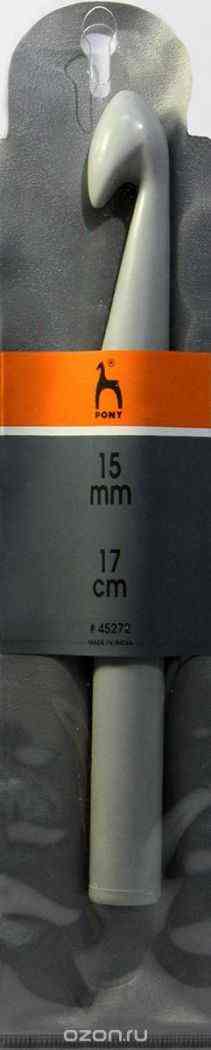 PONY
15
mm
17
cm
# 45272
MADE IN INDIA
ozon.ru